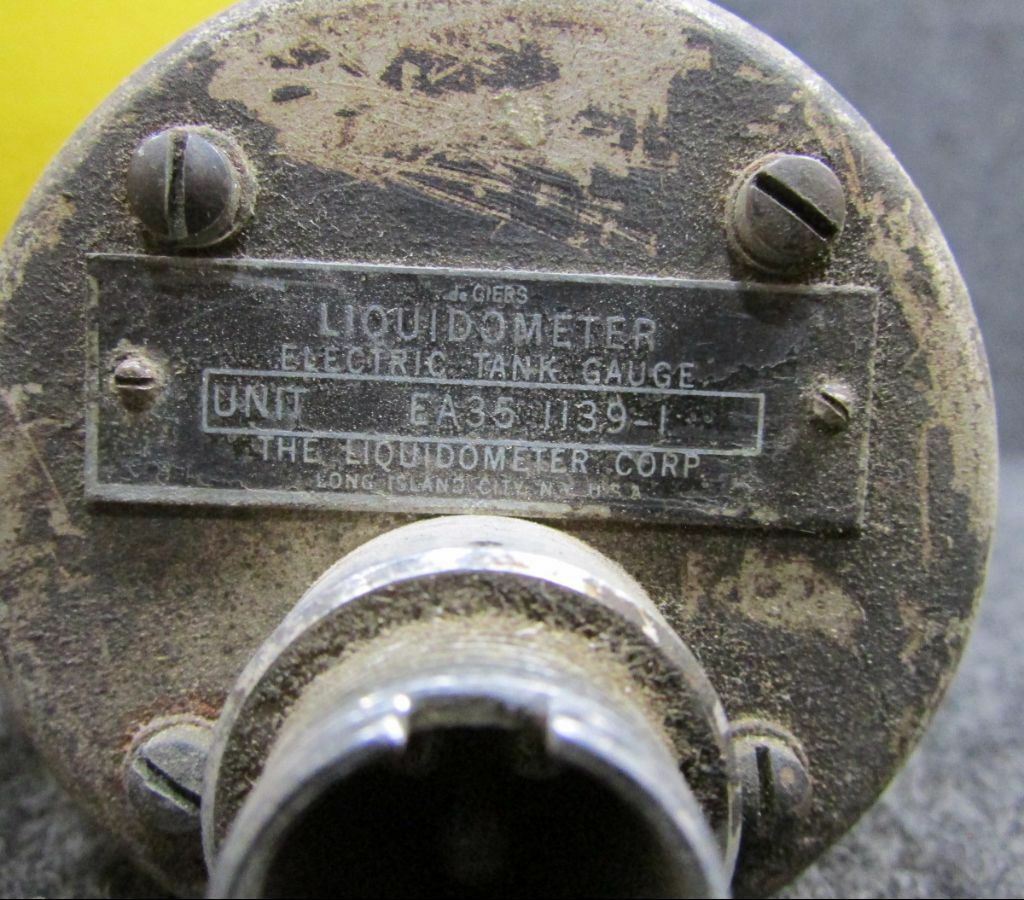 J. GIERS
LIQUIDOMETER
ELECTRIC TANK GAUGE
UNIT EA35 1139-1
THE LIQUIDOMETER CORP
LONG ISLAND CITY N.Y. U.S.A.